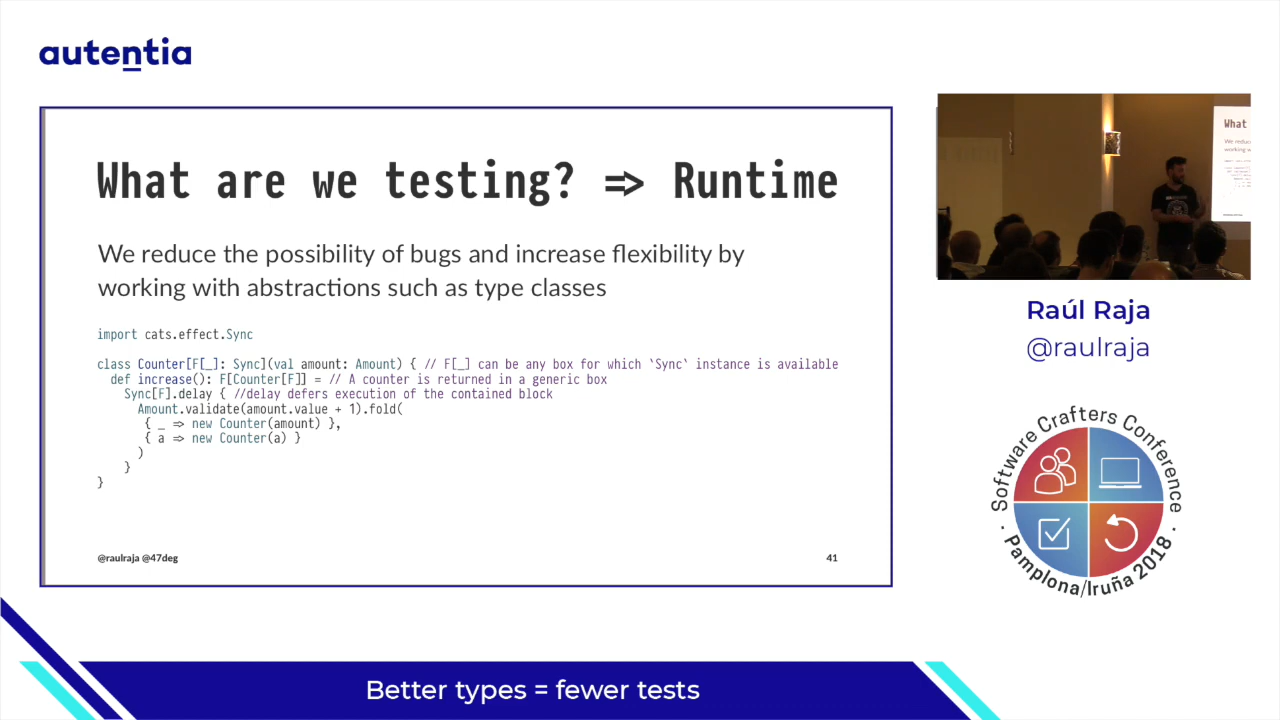 autentia
What are we testing? => Runtime
We reduce the possibility of bugs and increase flexibility by
working with abstractions such as type classes
import cats.effect.Sync
class Counter[F[_]: Sync](val amount: Amount) { // F[_] can be any box for which `Sync` instance is available
  def increase(): F[Counter[F]] = // A counter is returned in a generic box
    Sync[F].delay { //delay defers execution of the contained block
      Amount.validate(amount.value + 1).fold(
       { _ => new Counter(amount) },
       { a => new Counter(a) }
      )
    }
}
@raulraja @47deg
41
What
We reduc
working w
Raúl Raja
@raulraja
Software Crafters Conference
· Pamplona/Iruña 2018 ·
Better types = fewer tests